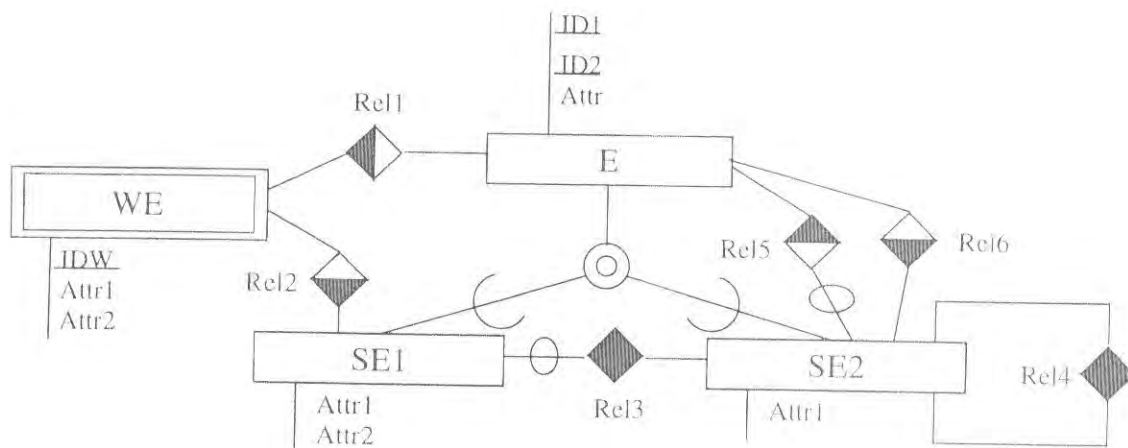 ID1
ID2
Attr
Rel1
E
WE
IDW
Attr1
Attr2
Rel2
Rel5
Rel6
SE1
Rel3
SE2
Rel4
Attr1
Attr2
Attr1